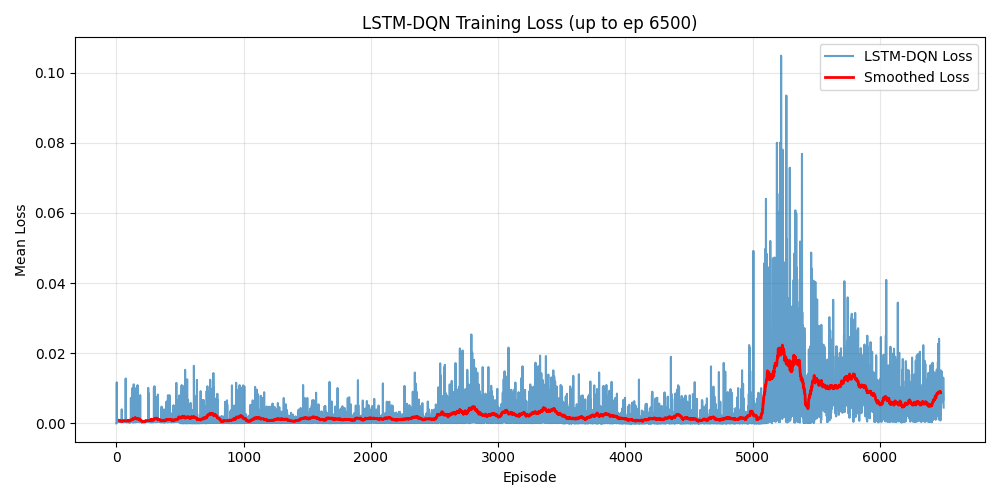 LSTM-DQN Training Loss (up to ep 6500)
LSTM-DQN Loss
Smoothed Loss
Mean Loss
0.10
0.08
0.06
0.04
0.02
0.00
0 1000 2000 3000 4000 5000 6000
Episode